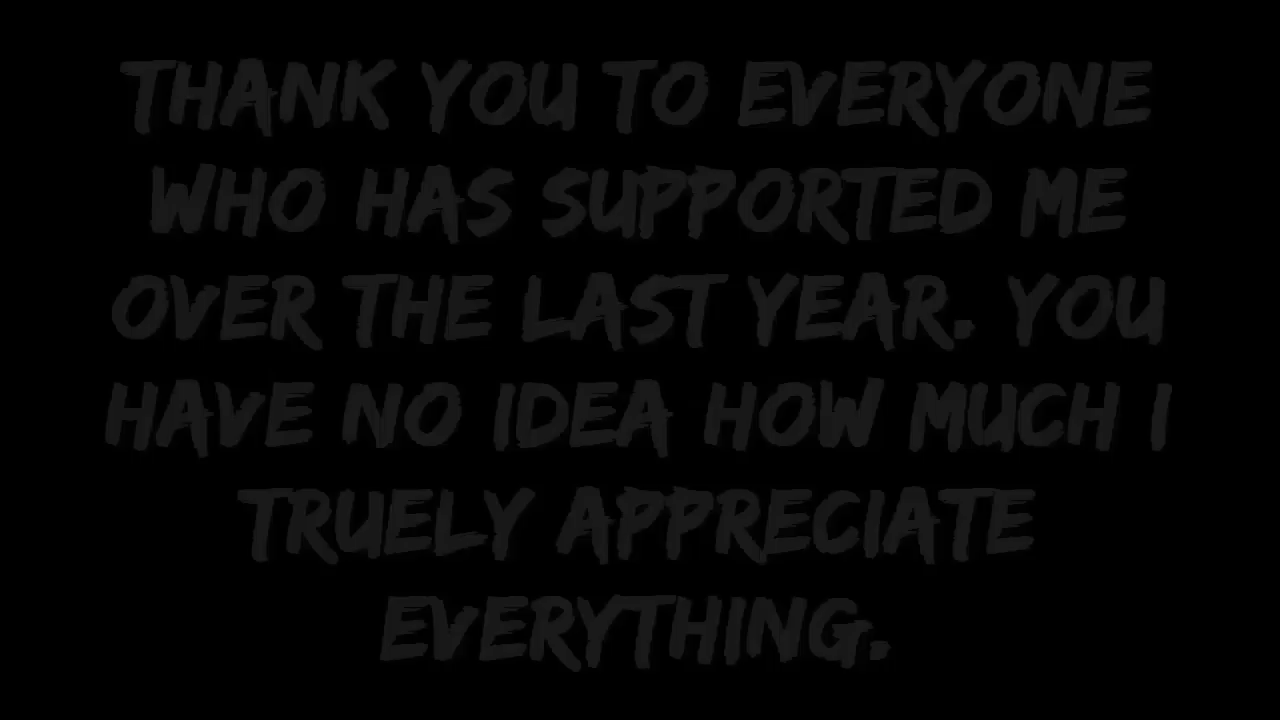 THANK YOU TO EVERYONE
WHO HAS SUPPORTED ME
OVER THE LAST YEAR. YOU
HAVE NO IDEA HOW MUCH I
TRUELY APPRECIATE
EVERYTHING.